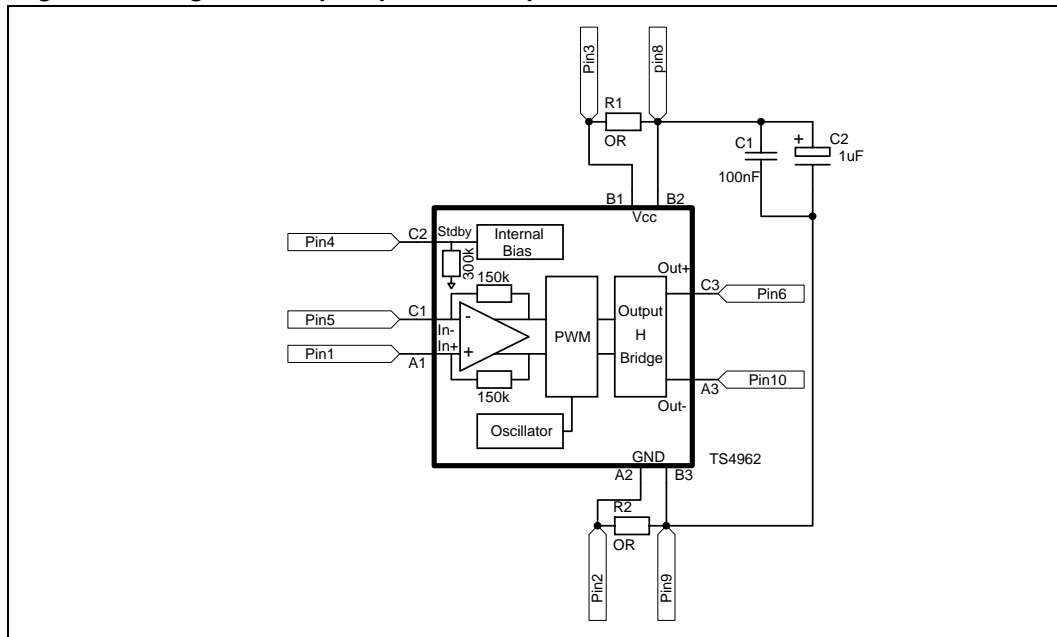 Pin3
pin8
R1
OR
C1
100nF
+
C2
1uF
B1
B2
Vcc
Pin4
C2
Stdby
300k
Internal
Bias
150k
Out+
C3
Pin6
Pin5
C1
-
In-
In+
+
Pin1
A1
PWM
Output
H
Bridge
Pin10
A3
150k
Out-
Oscillator
GND
TS4962
A2
B3
R2
OR
Pin2
Pin9